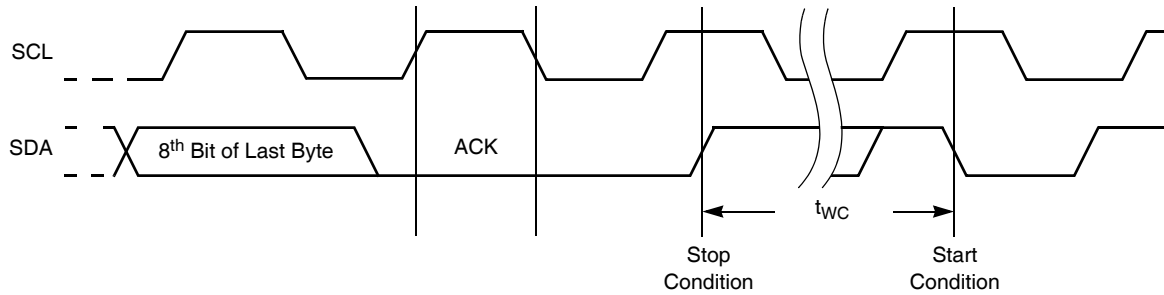 SCL
SDA
8th Bit of Last Byte
ACK
tWC
Stop
Condition
Start
Condition